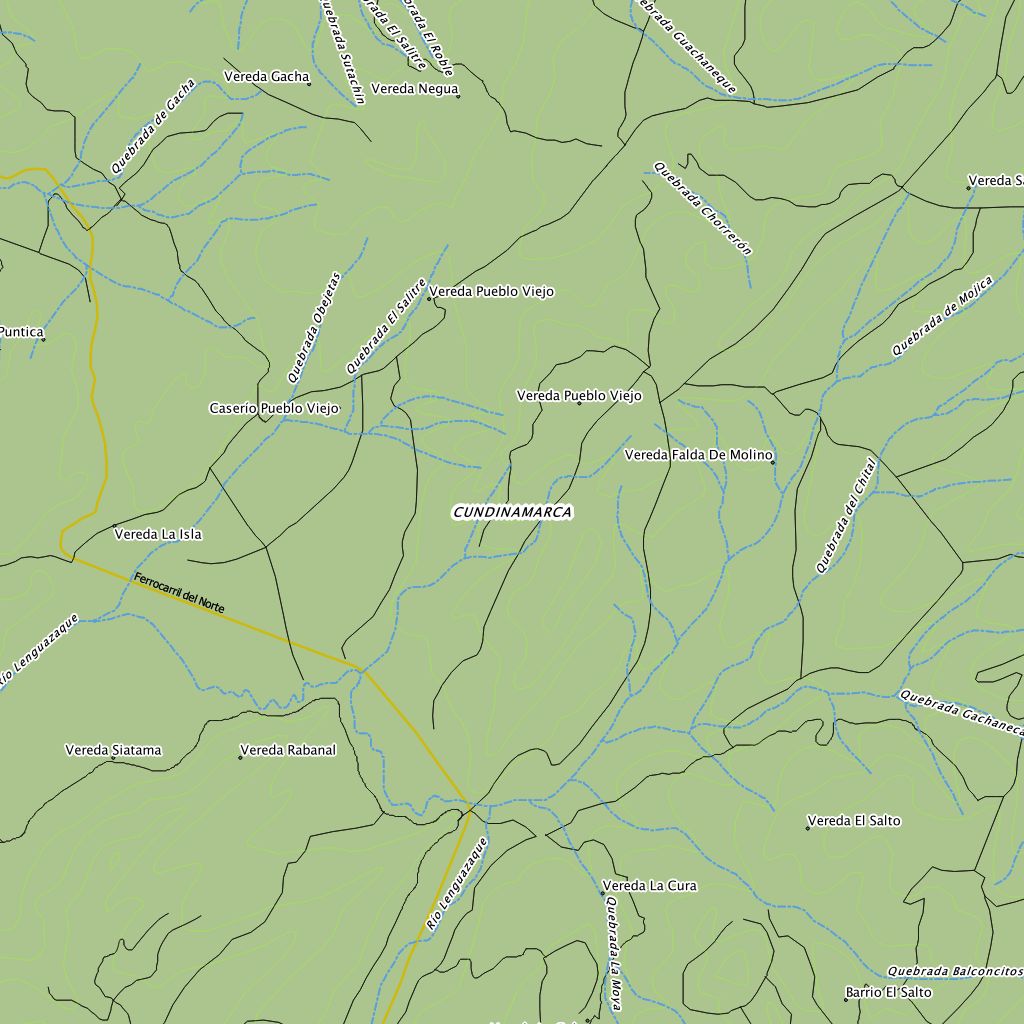 Quebrada Sutachin
Quebrada El Salitre
Quebrada El Roble
Quebrada Guachaneque
Vereda Gacha
Vereda Negua
Quebrada de Gacha
Quebrada Chorrerón
Vereda
Quebrada Obejetas
Quebrada El Salitre
Vereda Pueblo Viejo
Quebrada de Mojica
Puntica
Vereda Pueblo Viejo
Caserío Pueblo Viejo
Vereda Falda De Molino
Quebrada del Chital
CUNDINAMARCA
Vereda La Isla
Ferrocarril del Norte
Río Lenguazaque
Quebrada Gachaneca
Vereda Siatama
Vereda Rabanal
Vereda El Salto
Río Lenguazaque
Vereda La Cura
Quebrada La Moya
Quebrada Balconcitos
Barrio El Salto